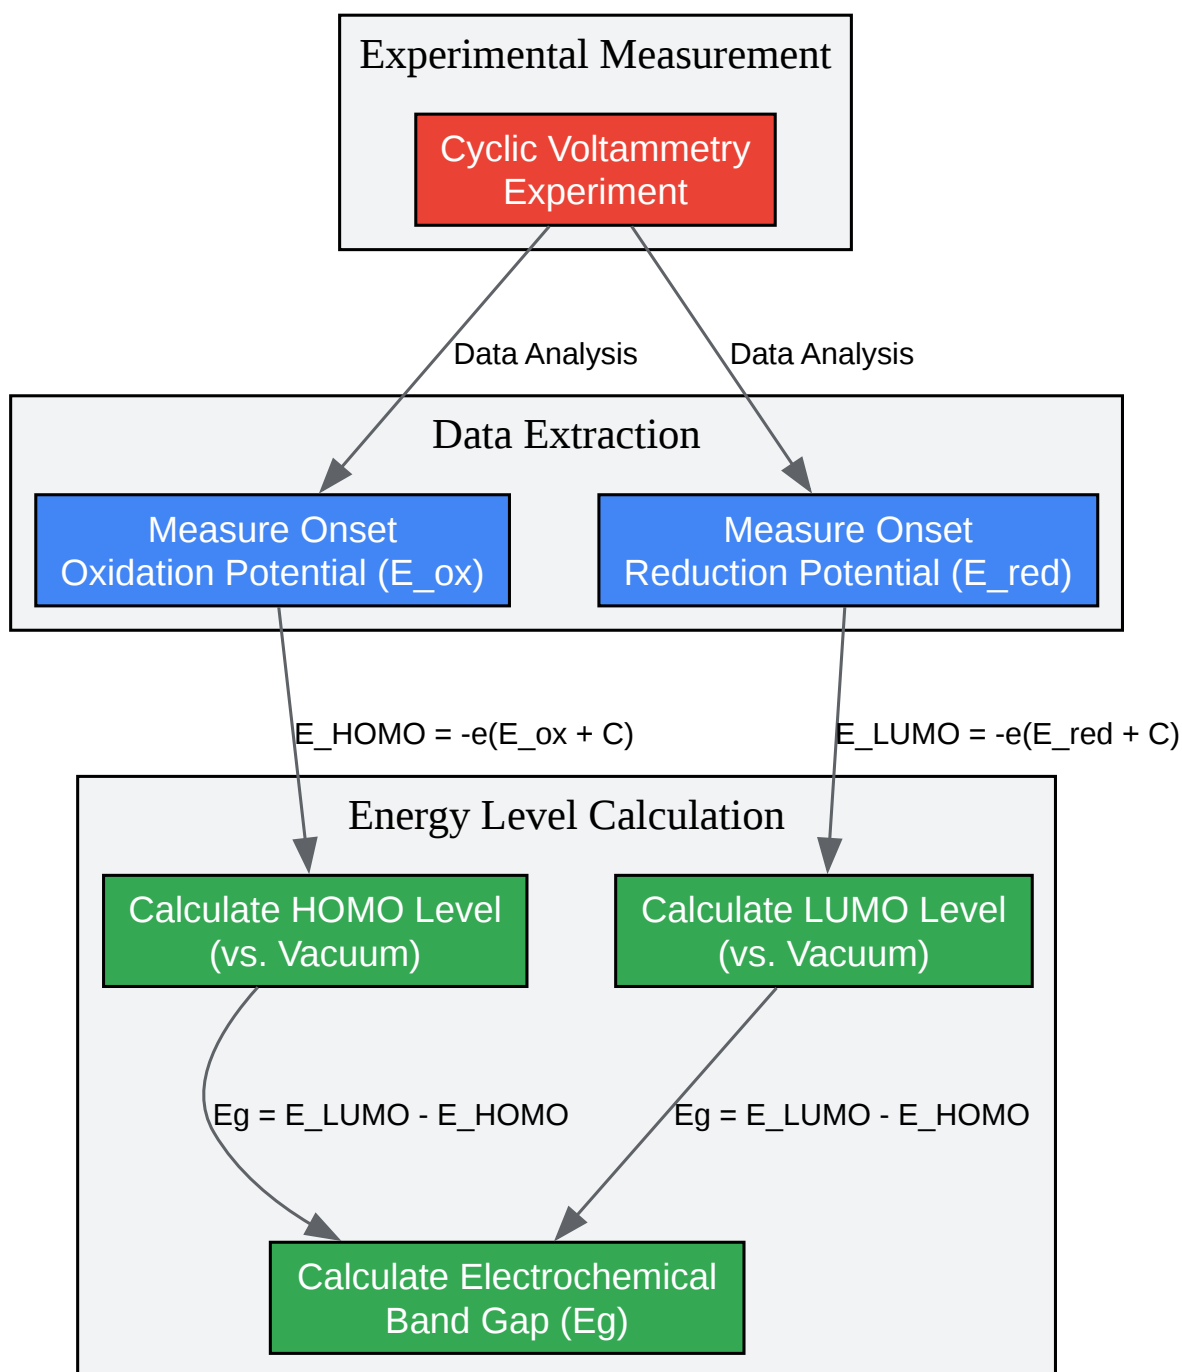 Experimental Measurement
Cyclic Voltammetry
Experiment
Data Analysis
Data Analysis
Data Extraction
Measure Onset
Oxidation Potential (E_ox)
Measure Onset
Reduction Potential (E_red)
E_HOMO = -e(E_ox + C)
E_LUMO = -e(E_red + C)
Energy Level Calculation
Calculate HOMO Level
(vs. Vacuum)
Calculate LUMO Level
(vs. Vacuum)
Eg = E_LUMO - E_HOMO
Eg = E_LUMO - E_HOMO
Calculate Electrochemical
Band Gap (Eg)